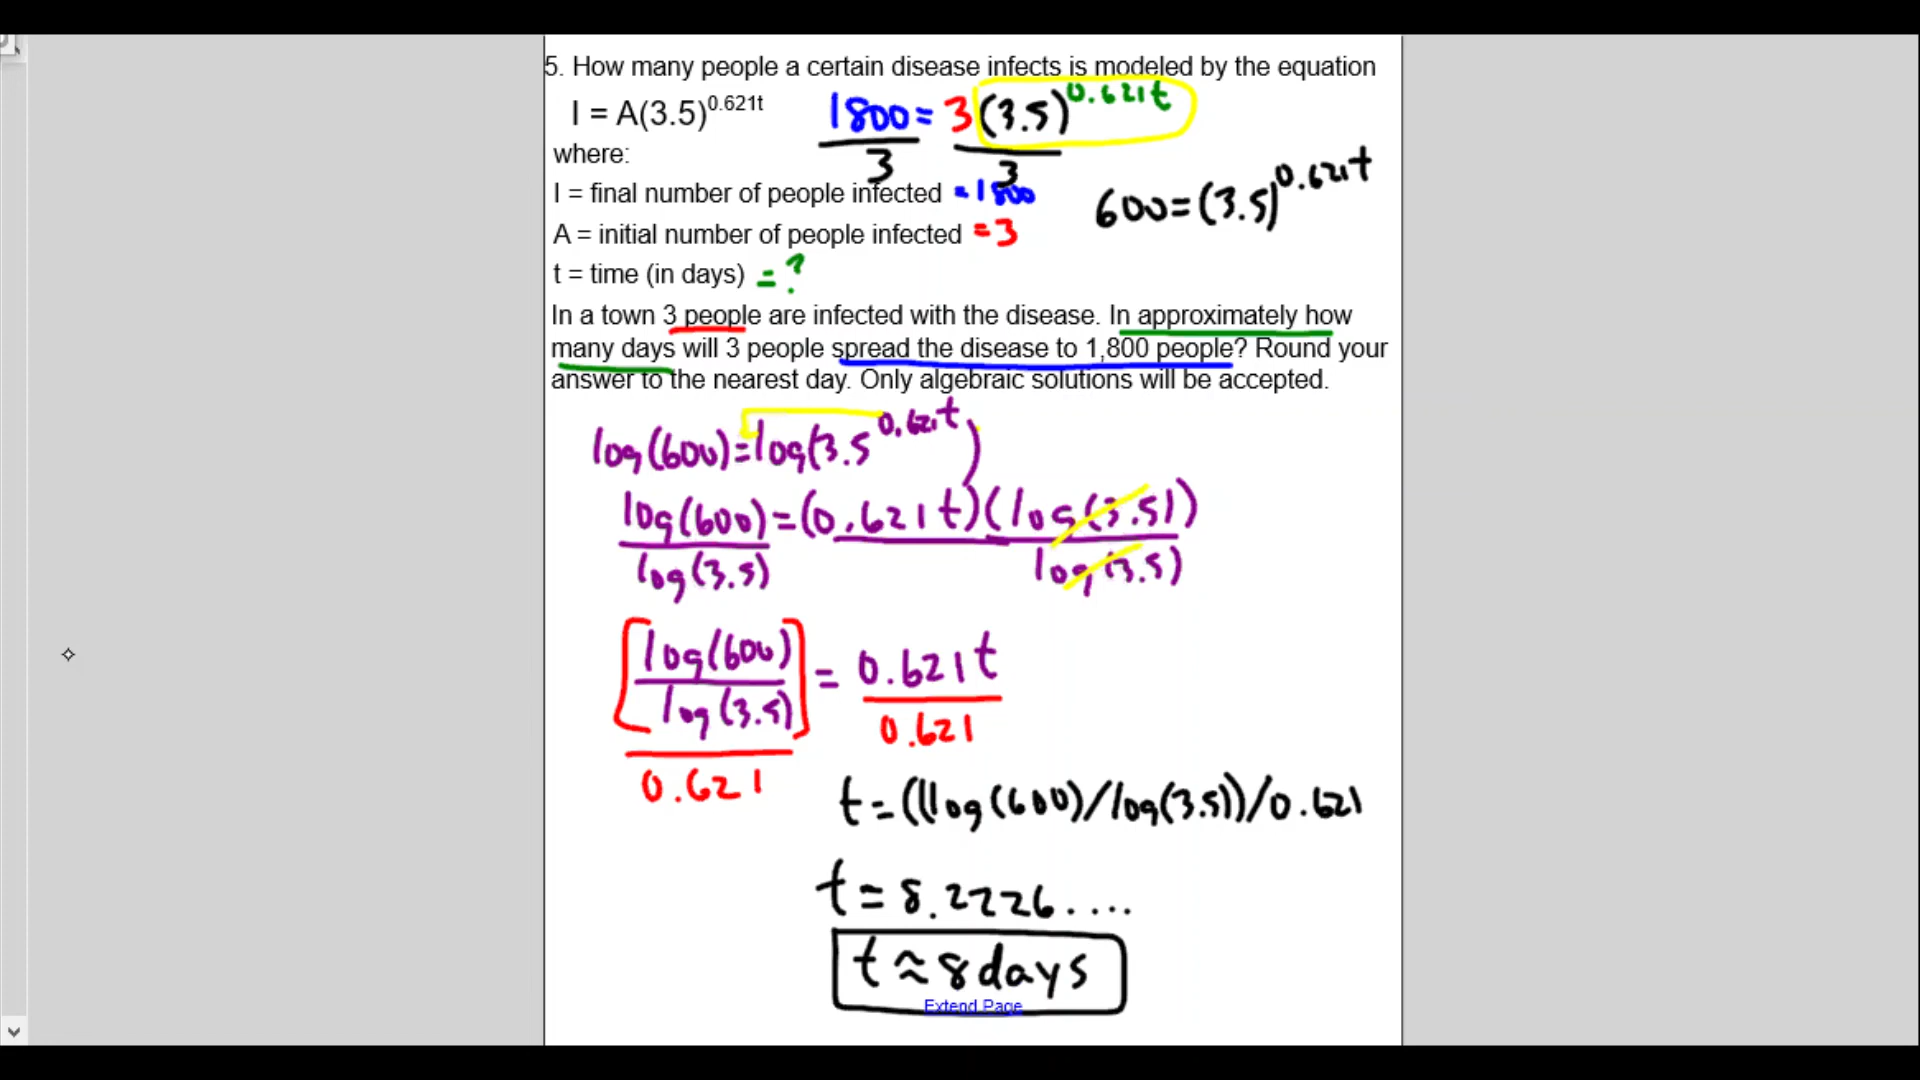 5. How many people a certain disease infects is modeled by the equation
I = A(3.5)^0.621t
1800 = 3(3.5)^0.621t
3 3
where:
I = final number of people infected = 1800
600 = (3.5)^0.621t
A = initial number of people infected = 3
t = time (in days) = ?
In a town 3 people are infected with the disease. In approximately how
many days will 3 people spread the disease to 1,800 people? Round your
answer to the nearest day. Only algebraic solutions will be accepted.
log(600) = log(3.5^0.621t)
log(600) = (0.621t)(log(3.5))
log(3.5) log(3.5)
[log(600) = 0.621t
log(3.5)] 0.621
0.621
t = ((log(600)/log(3.5))/0.621
t = 8.2226....
t ≈ 8 days
Extend Page